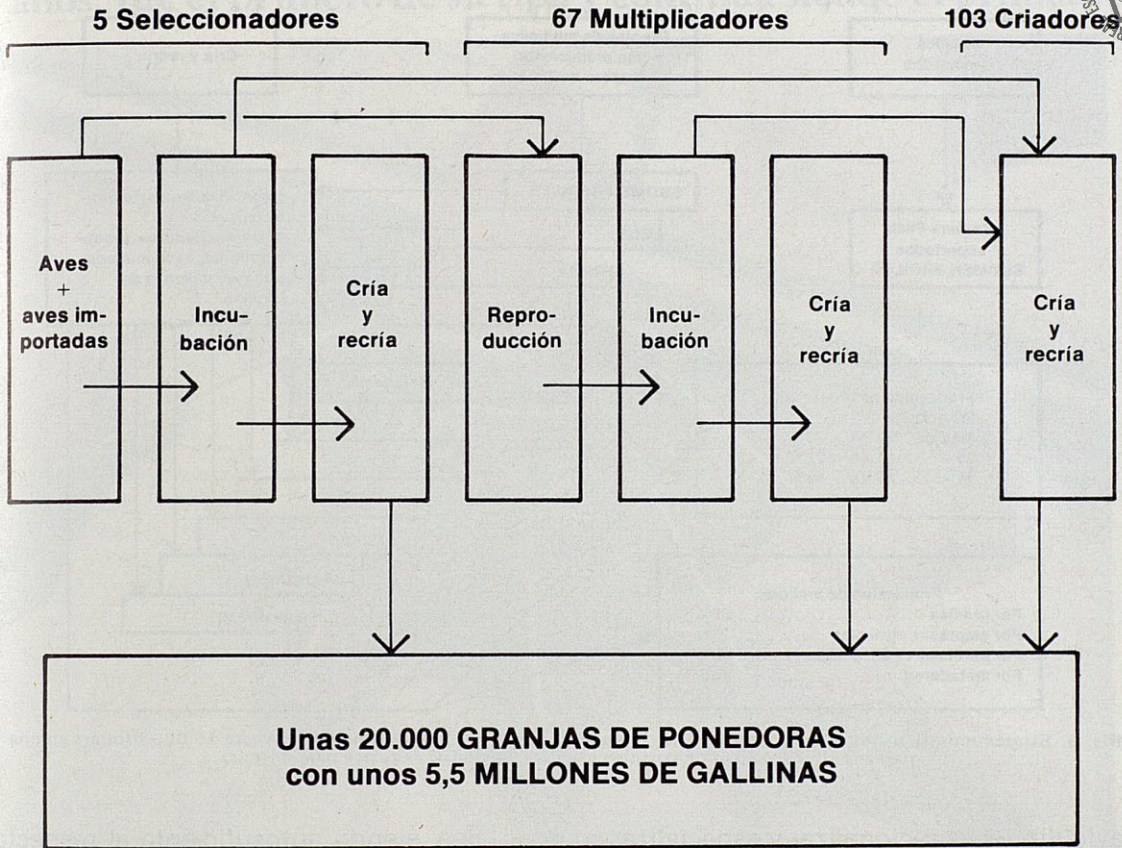 5 Seleccionadores
67 Multiplicadores
103 Criadores
Aves
+
aves im-
portadas
Incu-
bación
Cría
y
recría
Repro-
ducción
Incu-
bación
Cría
y
recría
Cría
y
recría
Unas 20.000 GRANJAS DE PONEDORAS
con unos 5,5 MILLONES DE GALLINAS